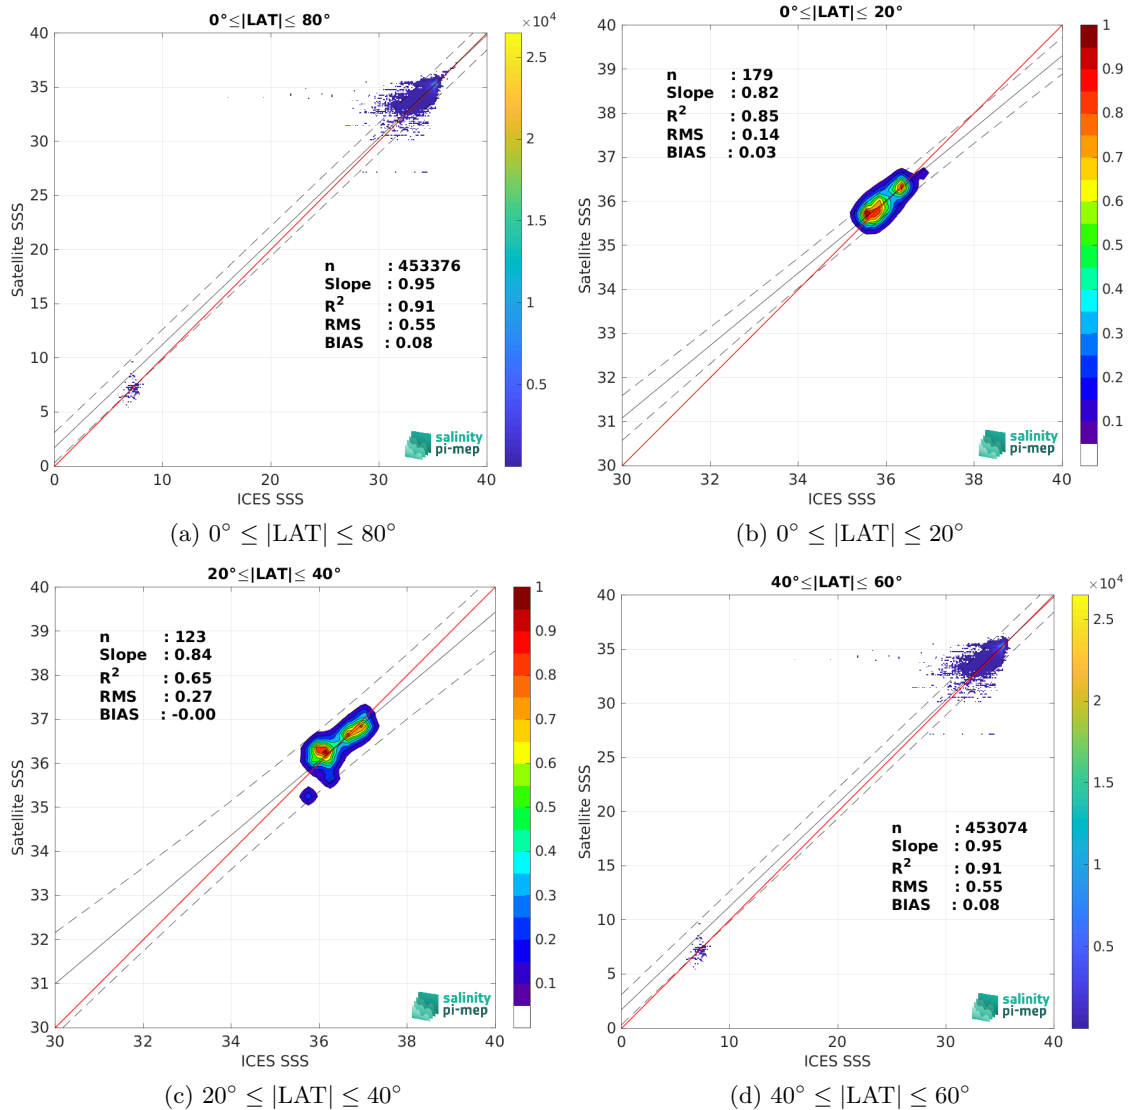 0°≤|LAT|≤ 80°
×10⁴
40
35
30
25
20
15
10
5
0
0
10
20
30
40
2.5
2
1.5
1
0.5
Satellite SSS
ICES SSS
n : 453376
Slope : 0.95
R² : 0.91
RMS : 0.55
BIAS : 0.08
salinity
pi-mep
(a) 0° ≤ |LAT| ≤ 80°
0°≤|LAT|≤ 20°
40
39
38
37
36
35
34
33
32
31
30
30
32
34
36
38
40
1
0.9
0.8
0.7
0.6
0.5
0.4
0.3
0.2
0.1
Satellite SSS
ICES SSS
n : 179
Slope : 0.82
R² : 0.85
RMS : 0.14
BIAS : 0.03
salinity
pi-mep
(b) 0° ≤ |LAT| ≤ 20°
20°≤|LAT|≤ 40°
40
39
38
37
36
35
34
33
32
31
30
30
32
34
36
38
40
1
0.9
0.8
0.7
0.6
0.5
0.4
0.3
0.2
0.1
Satellite SSS
ICES SSS
n : 123
Slope : 0.84
R² : 0.65
RMS : 0.27
BIAS : -0.00
salinity
pi-mep
(c) 20° ≤ |LAT| ≤ 40°
40°≤|LAT|≤ 60°
×10⁴
40
35
30
25
20
15
10
5
0
0
10
20
30
40
2.5
2
1.5
1
0.5
Satellite SSS
ICES SSS
n : 453074
Slope : 0.95
R² : 0.91
RMS : 0.55
BIAS : 0.08
salinity
pi-mep
(d) 40° ≤ |LAT| ≤ 60°